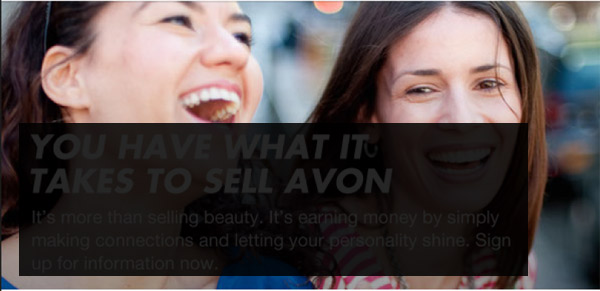 YOU HAVE WHAT IT
TAKES TO SELL AVON
It's more than selling beauty. It's earning money by simply
making connections and letting your personality shine. Sign
up for information now.